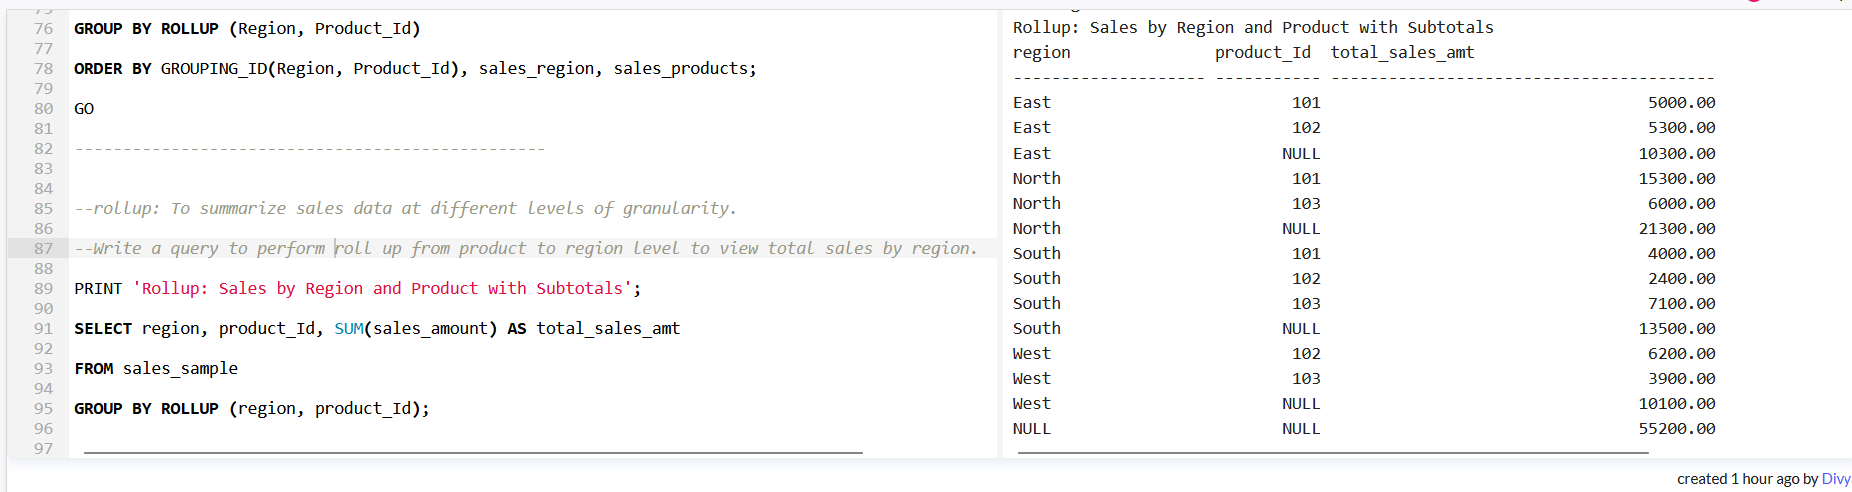 76 GROUP BY ROLLUP (Region, Product_Id)
77
78 ORDER BY GROUPING_ID(Region, Product_Id), sales_region, sales_products;
79
80 GO
81
82 -------------------------------------------------
83
84
85 --rollup: To summarize sales data at different levels of granularity.
86
87 --Write a query to perform roll up from product to region level to view total sales by region.
88
89 PRINT 'Rollup: Sales by Region and Product with Subtotals';
90
91 SELECT region, product_Id, SUM(sales_amount) AS total_sales_amt
92
93 FROM sales_sample
94
95 GROUP BY ROLLUP (region, product_Id);
96
97
Rollup: Sales by Region and Product with Subtotals
region product_Id total_sales_amt
-------------------- ----------- ----------------------------------------
East 101 5000.00
East 102 5300.00
East NULL 10300.00
North 101 15300.00
North 103 6000.00
North NULL 21300.00
South 101 4000.00
South 102 2400.00
South 103 7100.00
South NULL 13500.00
West 102 6200.00
West 103 3900.00
West NULL 10100.00
NULL NULL 55200.00
created 1 hour ago by Divy